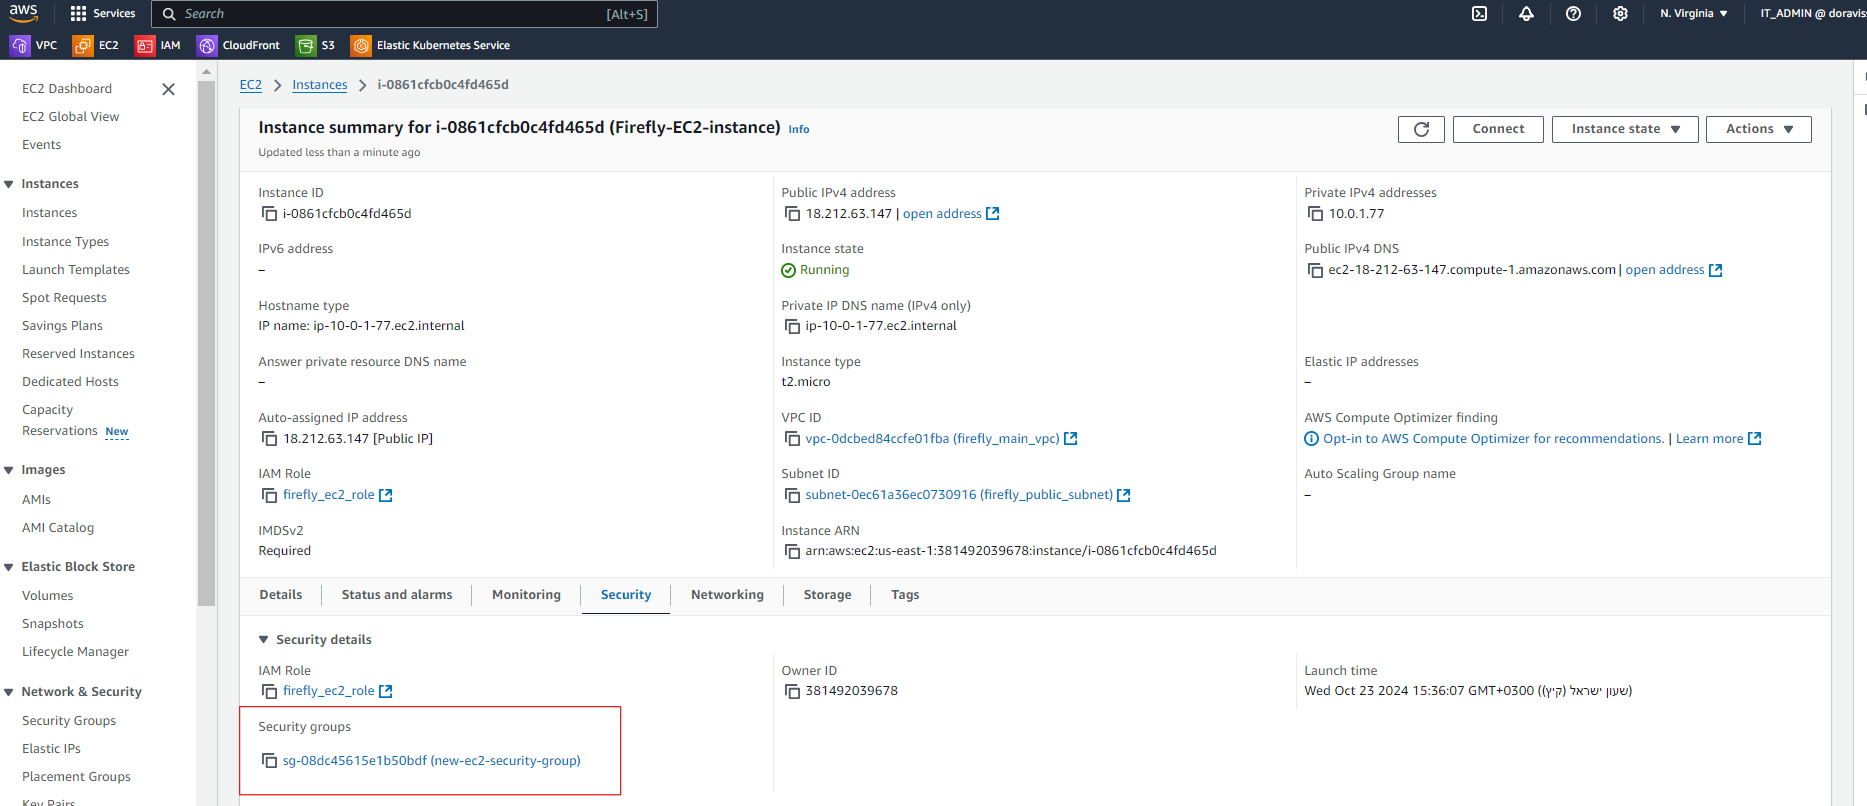 aws
Services
Search
[Alt+S]
N. Virginia
IT_ADMIN @ doravis
VPC
EC2
IAM
CloudFront
S3
Elastic Kubernetes Service
EC2 Dashboard
EC2 Global View
Events
Instances
Instances
Instance Types
Launch Templates
Spot Requests
Savings Plans
Reserved Instances
Dedicated Hosts
Capacity
Reservations New
Images
AMIs
AMI Catalog
Elastic Block Store
Volumes
Snapshots
Lifecycle Manager
Network & Security
Security Groups
Elastic IPs
Placement Groups
Key Pairs
EC2 > Instances > i-0861cfcb0c4fd465d
Instance summary for i-0861cfcb0c4fd465d (Firefly-EC2-instance) Info
Updated less than a minute ago
Connect
Instance state
Actions
Instance ID
i-0861cfcb0c4fd465d
Public IPv4 address
18.212.63.147 | open address
Private IPv4 addresses
10.0.1.77
IPv6 address
–
Instance state
Running
Public IPv4 DNS
ec2-18-212-63-147.compute-1.amazonaws.com | open address
Hostname type
IP name: ip-10-0-1-77.ec2.internal
Private IP DNS name (IPv4 only)
ip-10-0-1-77.ec2.internal
Answer private resource DNS name
–
Instance type
t2.micro
Elastic IP addresses
–
Auto-assigned IP address
18.212.63.147 [Public IP]
VPC ID
vpc-0dcbed84ccfe01fba (firefly_main_vpc)
AWS Compute Optimizer finding
Opt-in to AWS Compute Optimizer for recommendations. | Learn more
IAM Role
firefly_ec2_role
Subnet ID
subnet-0ec61a36ec0730916 (firefly_public_subnet)
Auto Scaling Group name
–
IMDSv2
Required
Instance ARN
arn:aws:ec2:us-east-1:381492039678:instance/i-0861cfcb0c4fd465d
Details
Status and alarms
Monitoring
Security
Networking
Storage
Tags
Security details
IAM Role
firefly_ec2_role
Owner ID
381492039678
Launch time
Wed Oct 23 2024 15:36:07 GMT+0300 (שעון ישראל (קיץ))
Security groups
sg-08dc45615e1b50bdf (new-ec2-security-group)